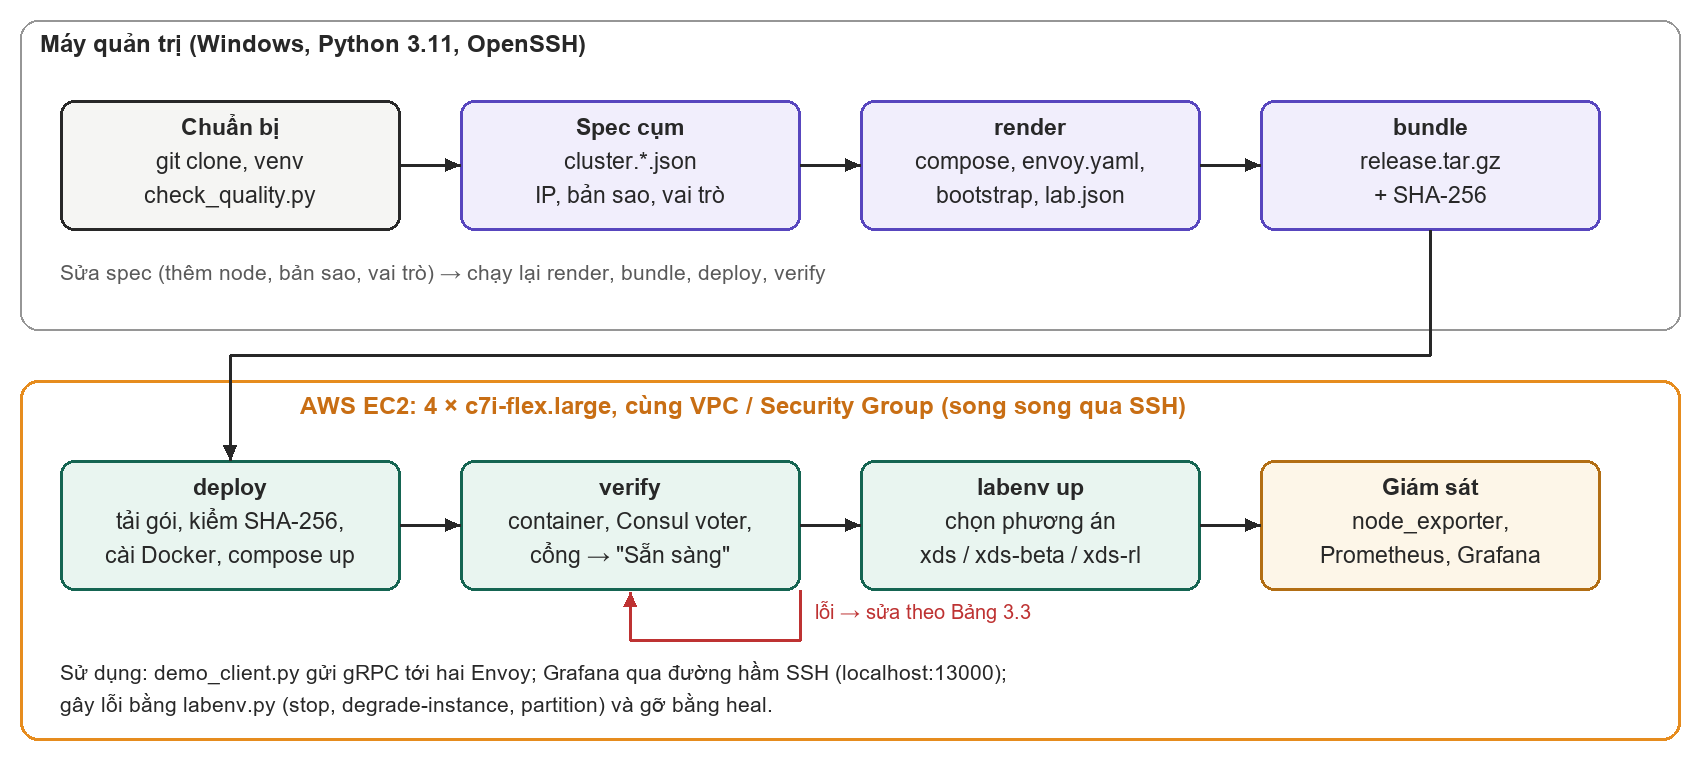 Máy quản trị (Windows, Python 3.11, OpenSSH)
Chuẩn bị
git clone, venv
check_quality.py
Spec cụm
cluster.*.json
IP, bản sao, vai trò
render
compose, envoy.yaml,
bootstrap, lab.json
bundle
release.tar.gz
+ SHA-256
Sửa spec (thêm node, bản sao, vai trò) → chạy lại render, bundle, deploy, verify
AWS EC2: 4 × c7i-flex.large, cùng VPC / Security Group (song song qua SSH)
deploy
tải gói, kiểm SHA-256,
cài Docker, compose up
verify
container, Consul voter,
cổng → "Sẵn sàng"
labenv up
chọn phương án
xds / xds-beta / xds-rl
Giám sát
node_exporter,
Prometheus, Grafana
lỗi → sửa theo Bảng 3.3
Sử dụng: demo_client.py gửi gRPC tới hai Envoy; Grafana qua đường hầm SSH (localhost:13000);
gây lỗi bằng labenv.py (stop, degrade-instance, partition) và gỡ bằng heal.